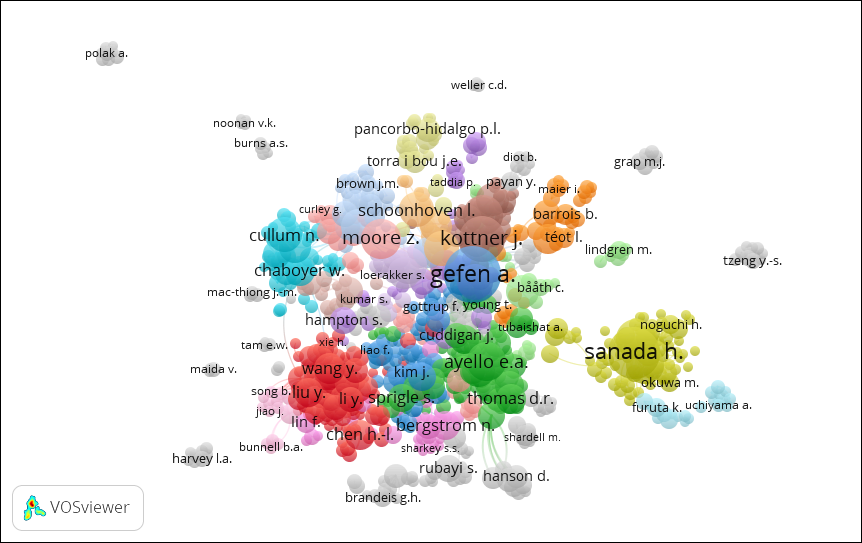 polak a.
weller c.d.
noonan v.k.
pancorbo-hidalgo p.l.
burns a.s.
diot b.
torra i bou j.e.
grap m.j.
brown j.m.
taddia p.
payan y.
maier i.
curley g.
schoonhoven l.
barrois b.
cullum n.
moore z.
kottner j.
téot l.
lindgren m.
tzeng y.-s.
chaboyer w.
loerakker s.
gefen a.
bååth c.
mac-thiong j.-m.
kumar s.
gottrup f.
young t.
hampton s.
noguchi h.
cuddigan j.
tubaishat a.
tam e.w.
xie h.
liao f.
sanada h.
maida v.
wang y.
kim j.
ayello e.a.
okuwa m.
song b.
liu y.
li y.
sprigle s.
thomas d.r.
furuta k.
uchiyama a.
jiao j.
lin f.
bergstrom n.
chen h.-l.
shardell m.
bunnell b.a.
sharkey s.s.
harvey l.a.
rubayi s.
hanson d.
brandeis g.h.
VOSviewer